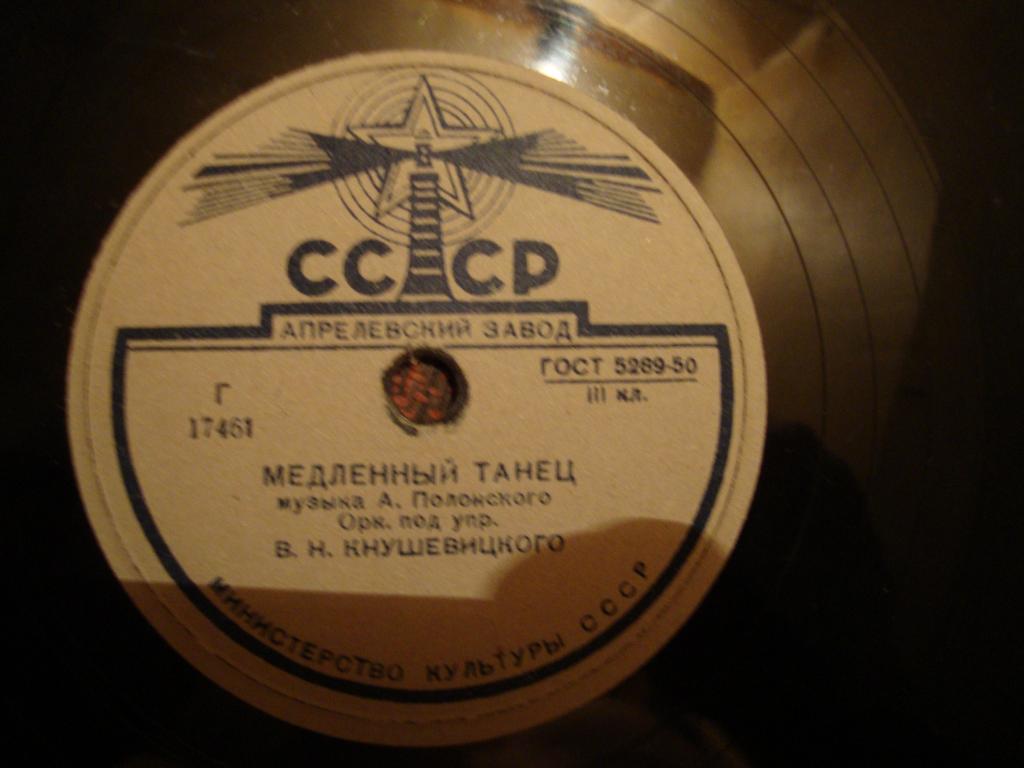 СССР
АПРЕЛЕВСКИЙ ЗАВОД
ГОСТ 5289-50
III кл.
Г
17461
МЕДЛЕННЫЙ ТАНЕЦ
музыка А. Полонского
Орк. под упр.
В. Н. КНУШЕВИЦКОГО
МИНИСТЕРСТВО КУЛЬТУРЫ СССР